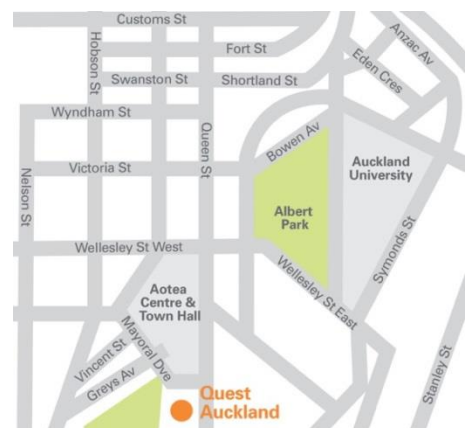 Customs St
Anzac Av
Hobson St
Fort St
Eden Cres
Swanston St
Shortland St
Wyndham St
Queen St
Bowen Av
Victoria St
Auckland
University
Nelson St
Albert
Park
Symonds St
Wellesley St West
Wellesley St East
Aotea
Centre &
Town Hall
Mayoral Dve
Vincent St
Stanley St
Greys Av
Quest
Auckland